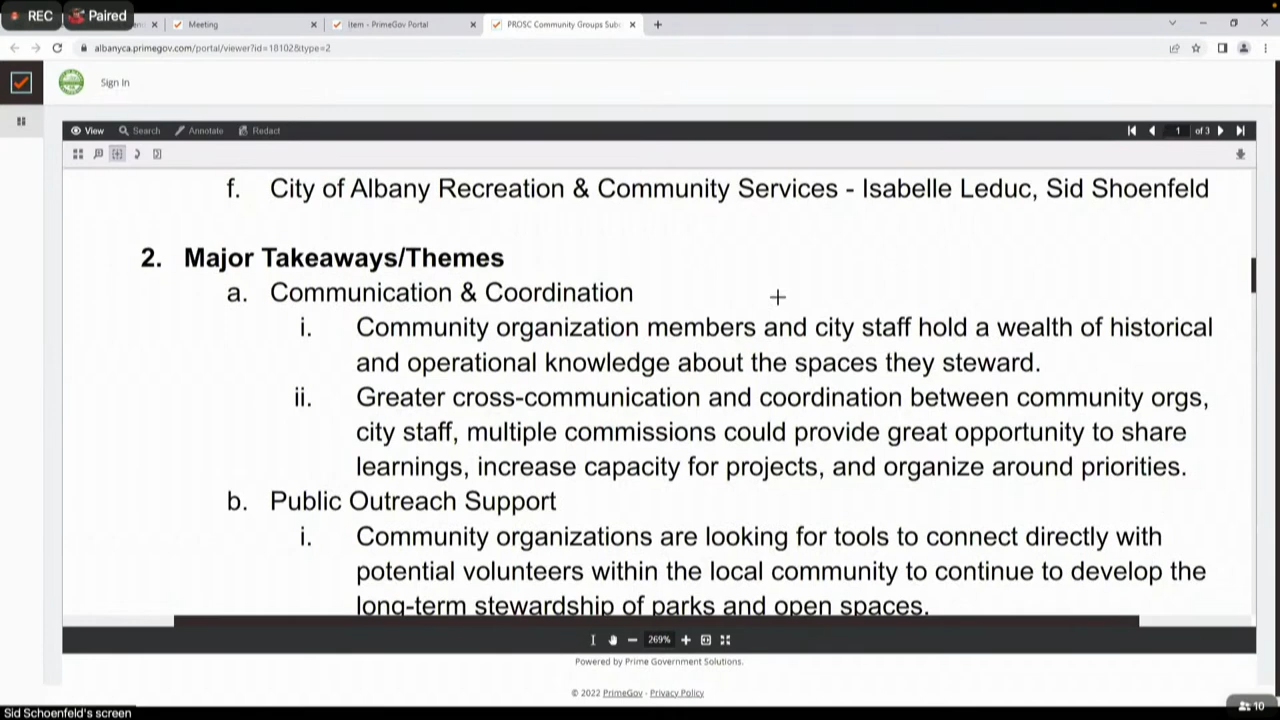 REC Paired
Meeting
Item - PrimeGov Portal
PROSC Community Groups Sub
albanyca.primegov.com/portal/viewer?id=18102&type=2
Sign In
View Search Annotate Redact
1 of 3
f. City of Albany Recreation & Community Services - Isabelle Leduc, Sid Shoenfeld
2. Major Takeaways/Themes
a. Communication & Coordination
i. Community organization members and city staff hold a wealth of historical
and operational knowledge about the spaces they steward.
ii. Greater cross-communication and coordination between community orgs,
city staff, multiple commissions could provide great opportunity to share
learnings, increase capacity for projects, and organize around priorities.
b. Public Outreach Support
i. Community organizations are looking for tools to connect directly with
potential volunteers within the local community to continue to develop the
long-term stewardship of parks and open spaces.
269%
Powered by Prime Government Solutions.
© 2022 PrimeGov - Privacy Policy
10
Sid Schoenfeld's screen